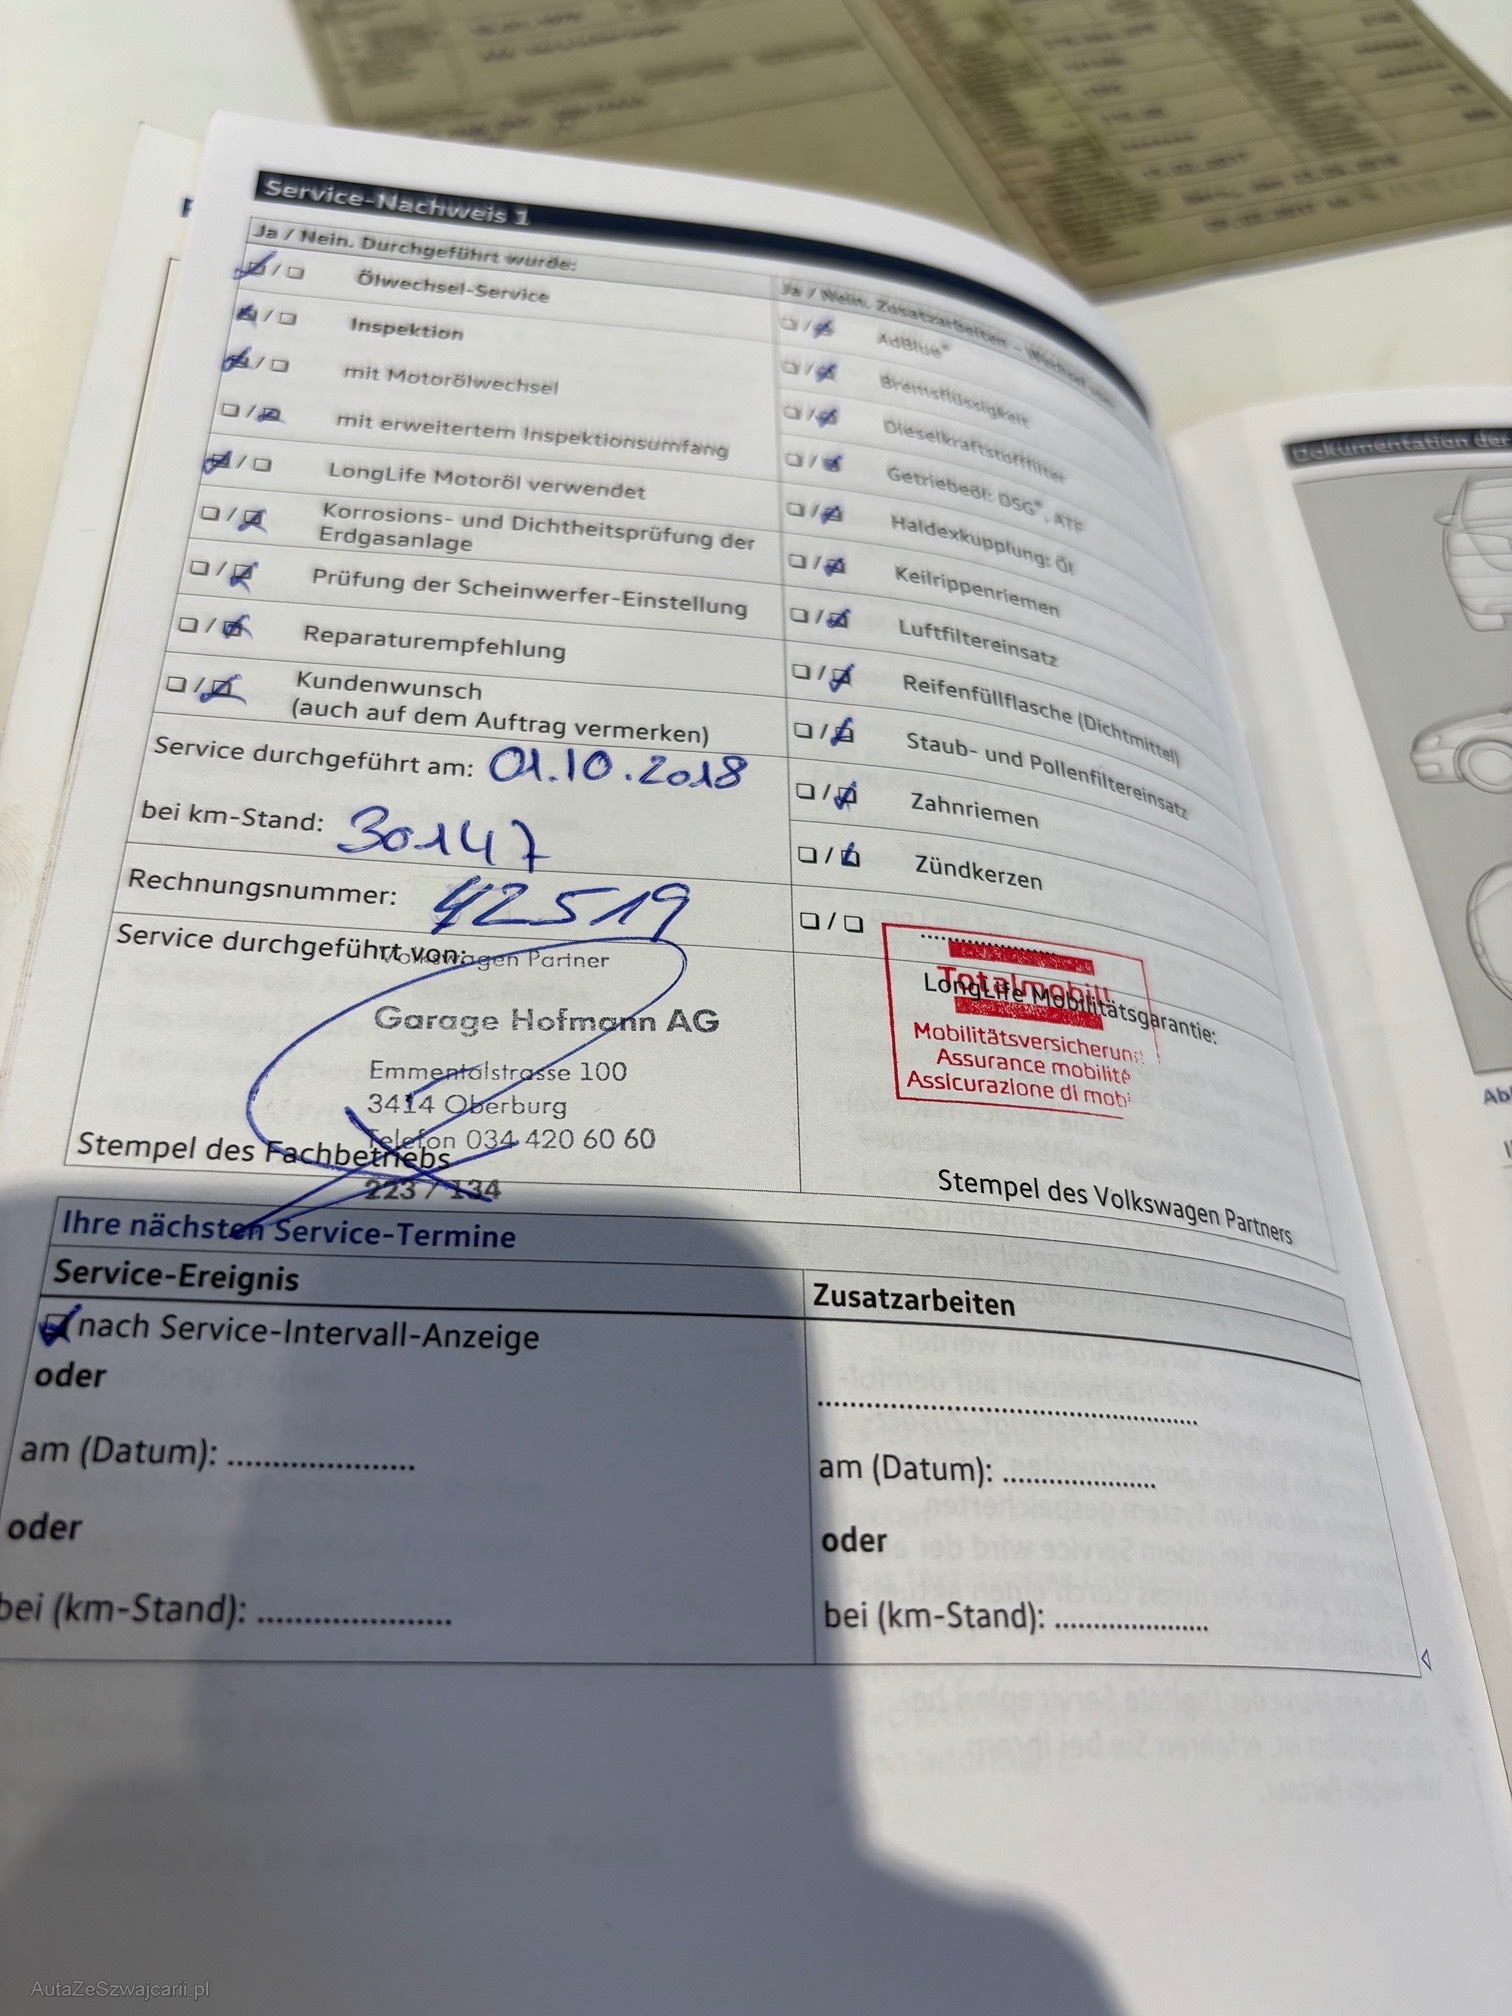 Service-Nachweis 1
Ja / Nein. Durchgeführt wurde:
Ölwechsel-Service
Inspektion
mit Motorölwechsel
mit erweitertem Inspektionsumfang
LongLife Motoröl verwendet
Korrosions- und Dichtheitsprüfung der
Erdgasanlage
Prüfung der Scheinwerfer-Einstellung
Reparaturempfehlung
Kundenwunsch
(auch auf dem Auftrag vermerken)
Service durchgeführt am: 01.10.2018
bei km-Stand: 30147
Rechnungsnummer: 42519
Service durchgeführt von:
Volkswagen Partner
Garage Hofmann AG
Emmentalstrasse 100
3414 Oberburg
Telefon 034 420 60 60
Stempel des Fachbetriebs
223 / 134
Ja / Nein. Zusatzarbeiten -
AdBlue®
Bremsflüssigkeit
Dieselkraftstofffilter
Getriebeöl: DSG®, ATF
Haldexkupplung: Öl
Keilrippenriemen
Luftfiltereinsatz
Reifenfüllflasche (Dichtmittel)
Staub- und Pollenfiltereinsatz
Zahnriemen
Zündkerzen
LongLife Mobilitätsgarantie:
Totalmobil!
Mobilitätsversicherun
Assurance mobilité
Assicurazione di mobi
Stempel des Volkswagen Partners
Ihre nächsten Service-Termine
Service-Ereignis
nach Service-Intervall-Anzeige
oder
am (Datum): ......................
oder
bei (km-Stand): ......................
Zusatzarbeiten
am (Datum): ......................
oder
bei (km-Stand): ......................
Dokumentation der
AutaZeSzwajcarii.pl